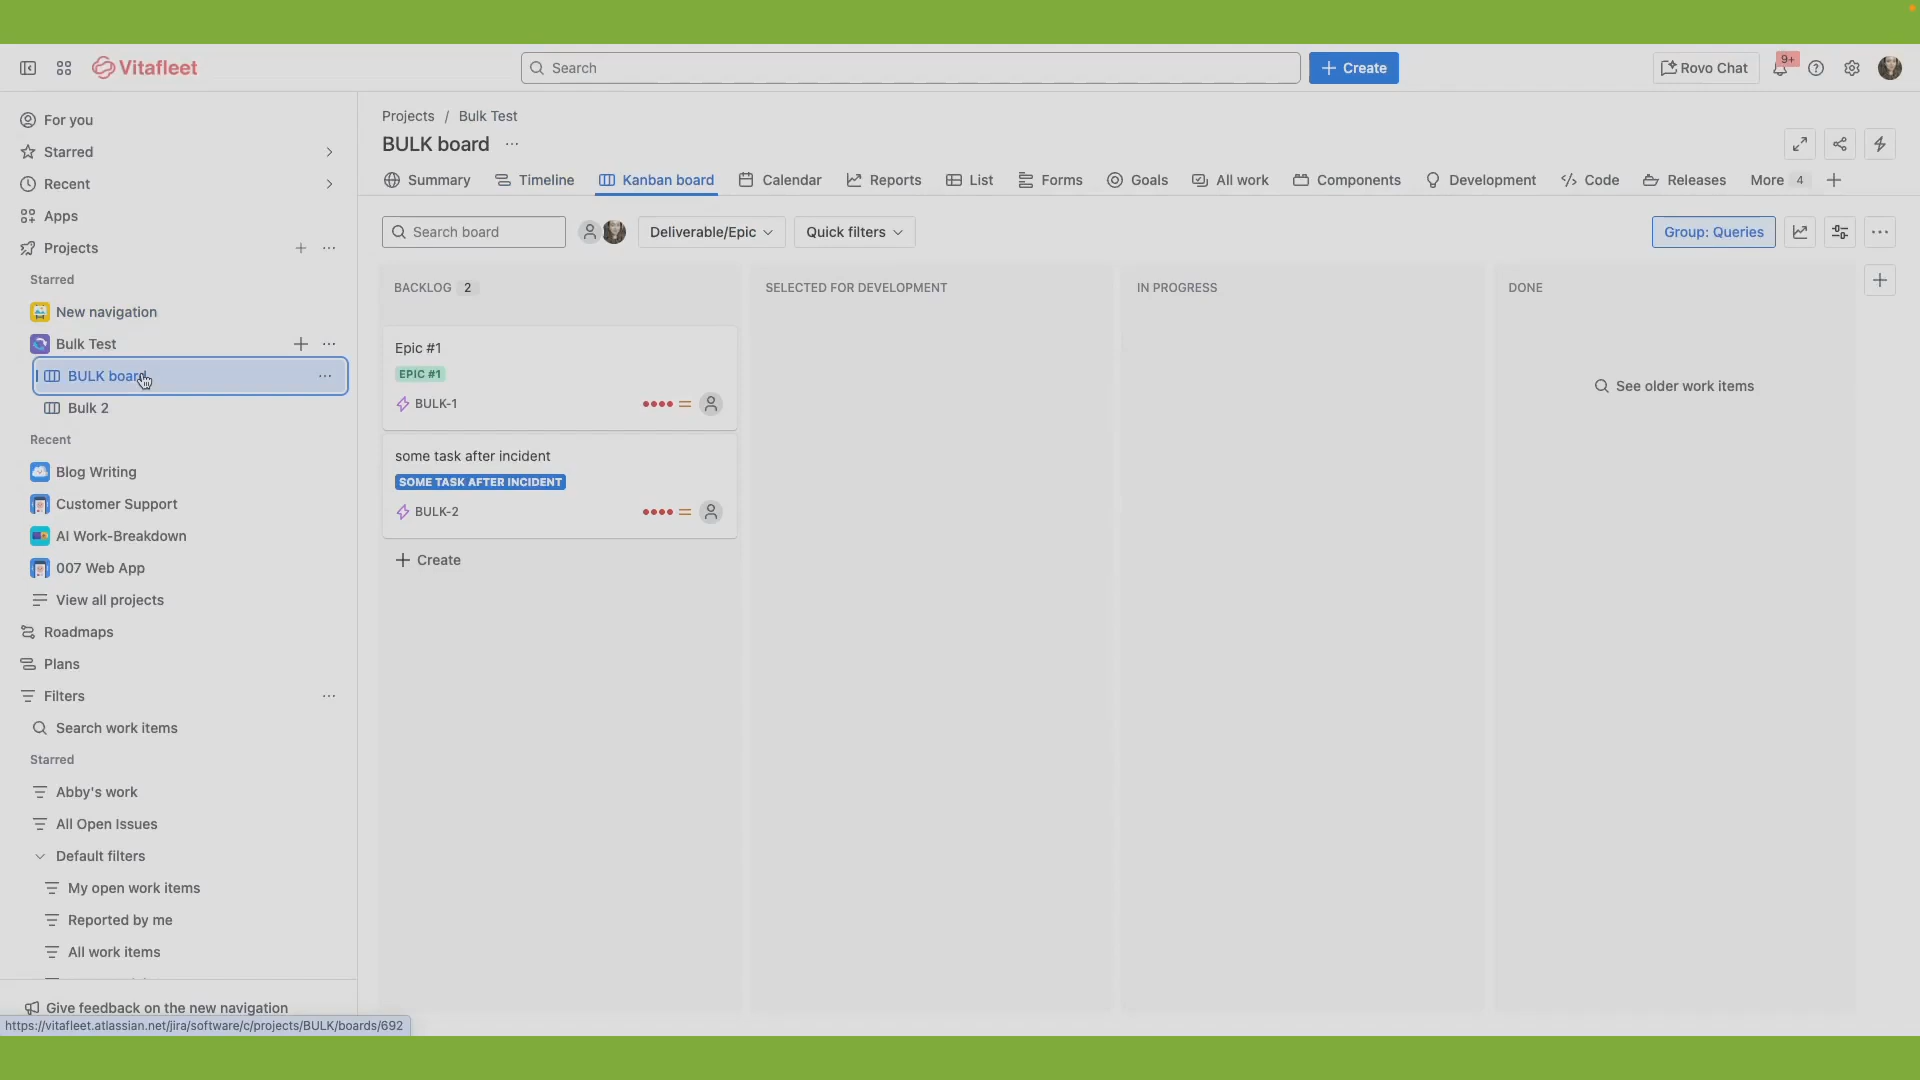 Vitafleet
Search
Create
Rovo Chat
9+
For you
Starred
Recent
Apps
Projects
Starred
New navigation
Bulk Test
BULK board
Bulk 2
Recent
Blog Writing
Customer Support
AI Work-Breakdown
007 Web App
View all projects
Roadmaps
Plans
Filters
Search work items
Starred
Abby's work
All Open Issues
Default filters
My open work items
Reported by me
All work items
Give feedback on the new navigation
https://vitafleet.atlassian.net/jira/software/c/projects/BULK/boards/692
Projects / Bulk Test
BULK board
Summary Timeline Kanban board Calendar Reports List Forms Goals All work Components Development Code Releases More 4
Search board Deliverable/Epic Quick filters Group: Queries
BACKLOG 2
Epic #1
EPIC #1
BULK-1
some task after incident
SOME TASK AFTER INCIDENT
BULK-2
Create
SELECTED FOR DEVELOPMENT
IN PROGRESS
DONE
See older work items